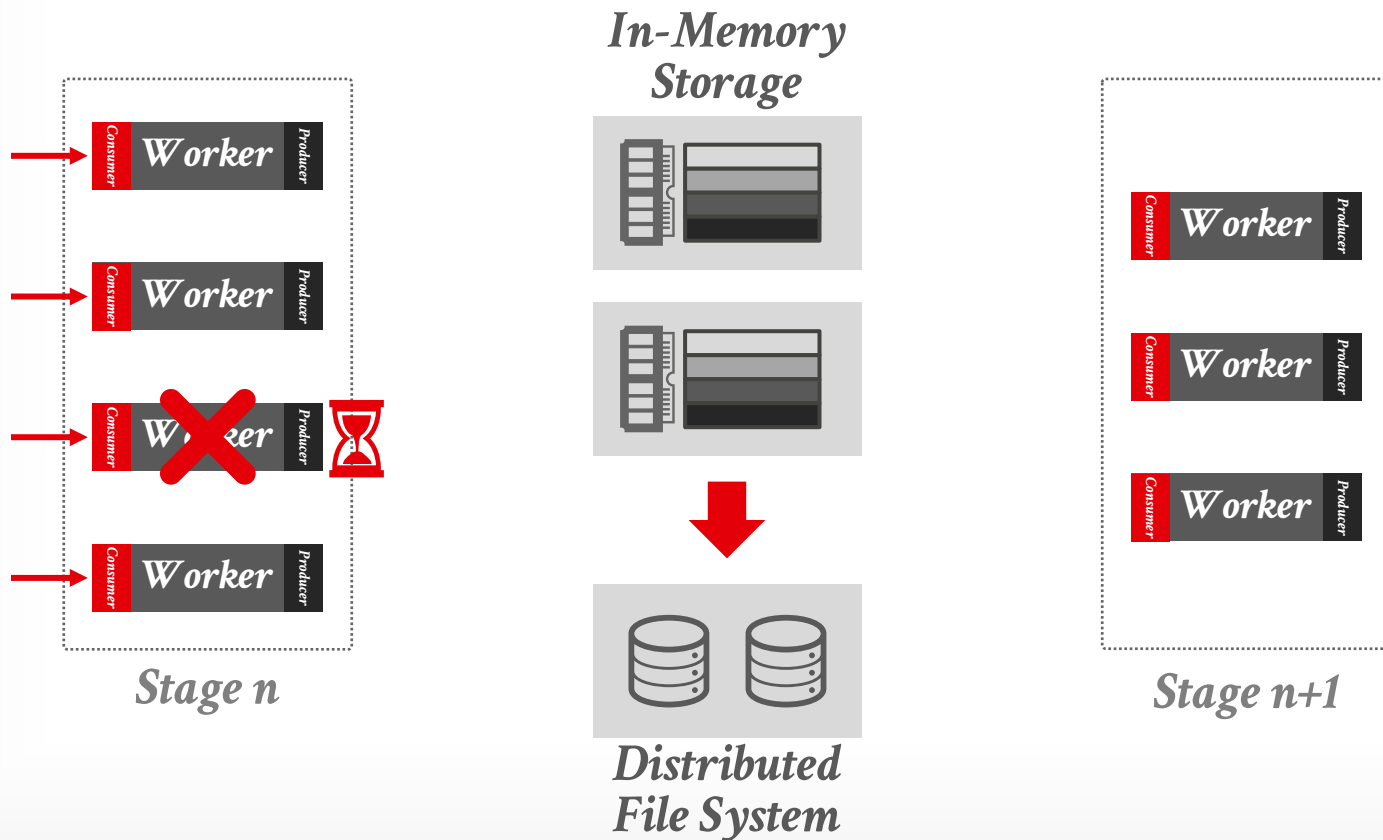 In-Memory
Storage
Consumer
Worker
Producer
Consumer
Worker
Producer
Consumer
Worker
Producer
Consumer
Worker
Producer
Stage n
Distributed
File System
Consumer
Worker
Producer
Consumer
Worker
Producer
Consumer
Worker
Producer
Stage n+1